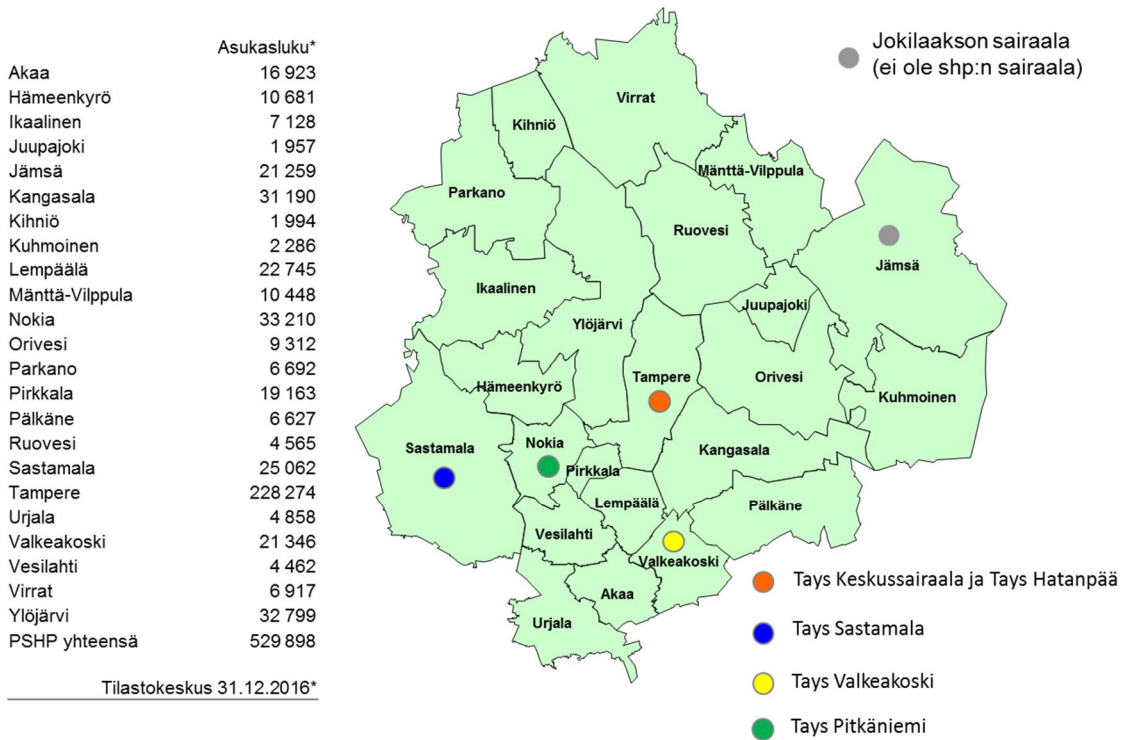 Asukasluku*
Akaa 16 923
Hämeenkyrö 10 681
Ikaalinen 7 128
Juupajoki 1 957
Jämsä 21 259
Kangasala 31 190
Kihniö 1 994
Kuhmoinen 2 286
Lempäälä 22 745
Mänttä-Vilppula 10 448
Nokia 33 210
Orivesi 9 312
Parkano 6 692
Pirkkala 19 163
Pälkäne 6 627
Ruovesi 4 565
Sastamala 25 062
Tampere 228 274
Urjala 4 858
Valkeakoski 21 346
Vesilahti 4 462
Virrat 6 917
Ylöjärvi 32 799
PSHP yhteensä 529 898
Tilastokeskus 31.12.2016*
Jokilaakson sairaala
(ei ole shp:n sairaala)
Virrat
Kihniö
Mänttä-Vilppula
Parkano
Ruovesi
Jämsä
Ikaalinen
Juupajoki
Ylöjärvi
Tampere
Orivesi
Hämeenkyrö
Kuhmoinen
Sastamala
Nokia
Kangasala
Pirkkala
Lempäälä
Pälkäne
Vesilahti
Valkeakoski
Akaa
Urjala
Tays Keskussairaala ja Tays Hatanpää
Tays Sastamala
Tays Valkeakoski
Tays Pitkäniemi